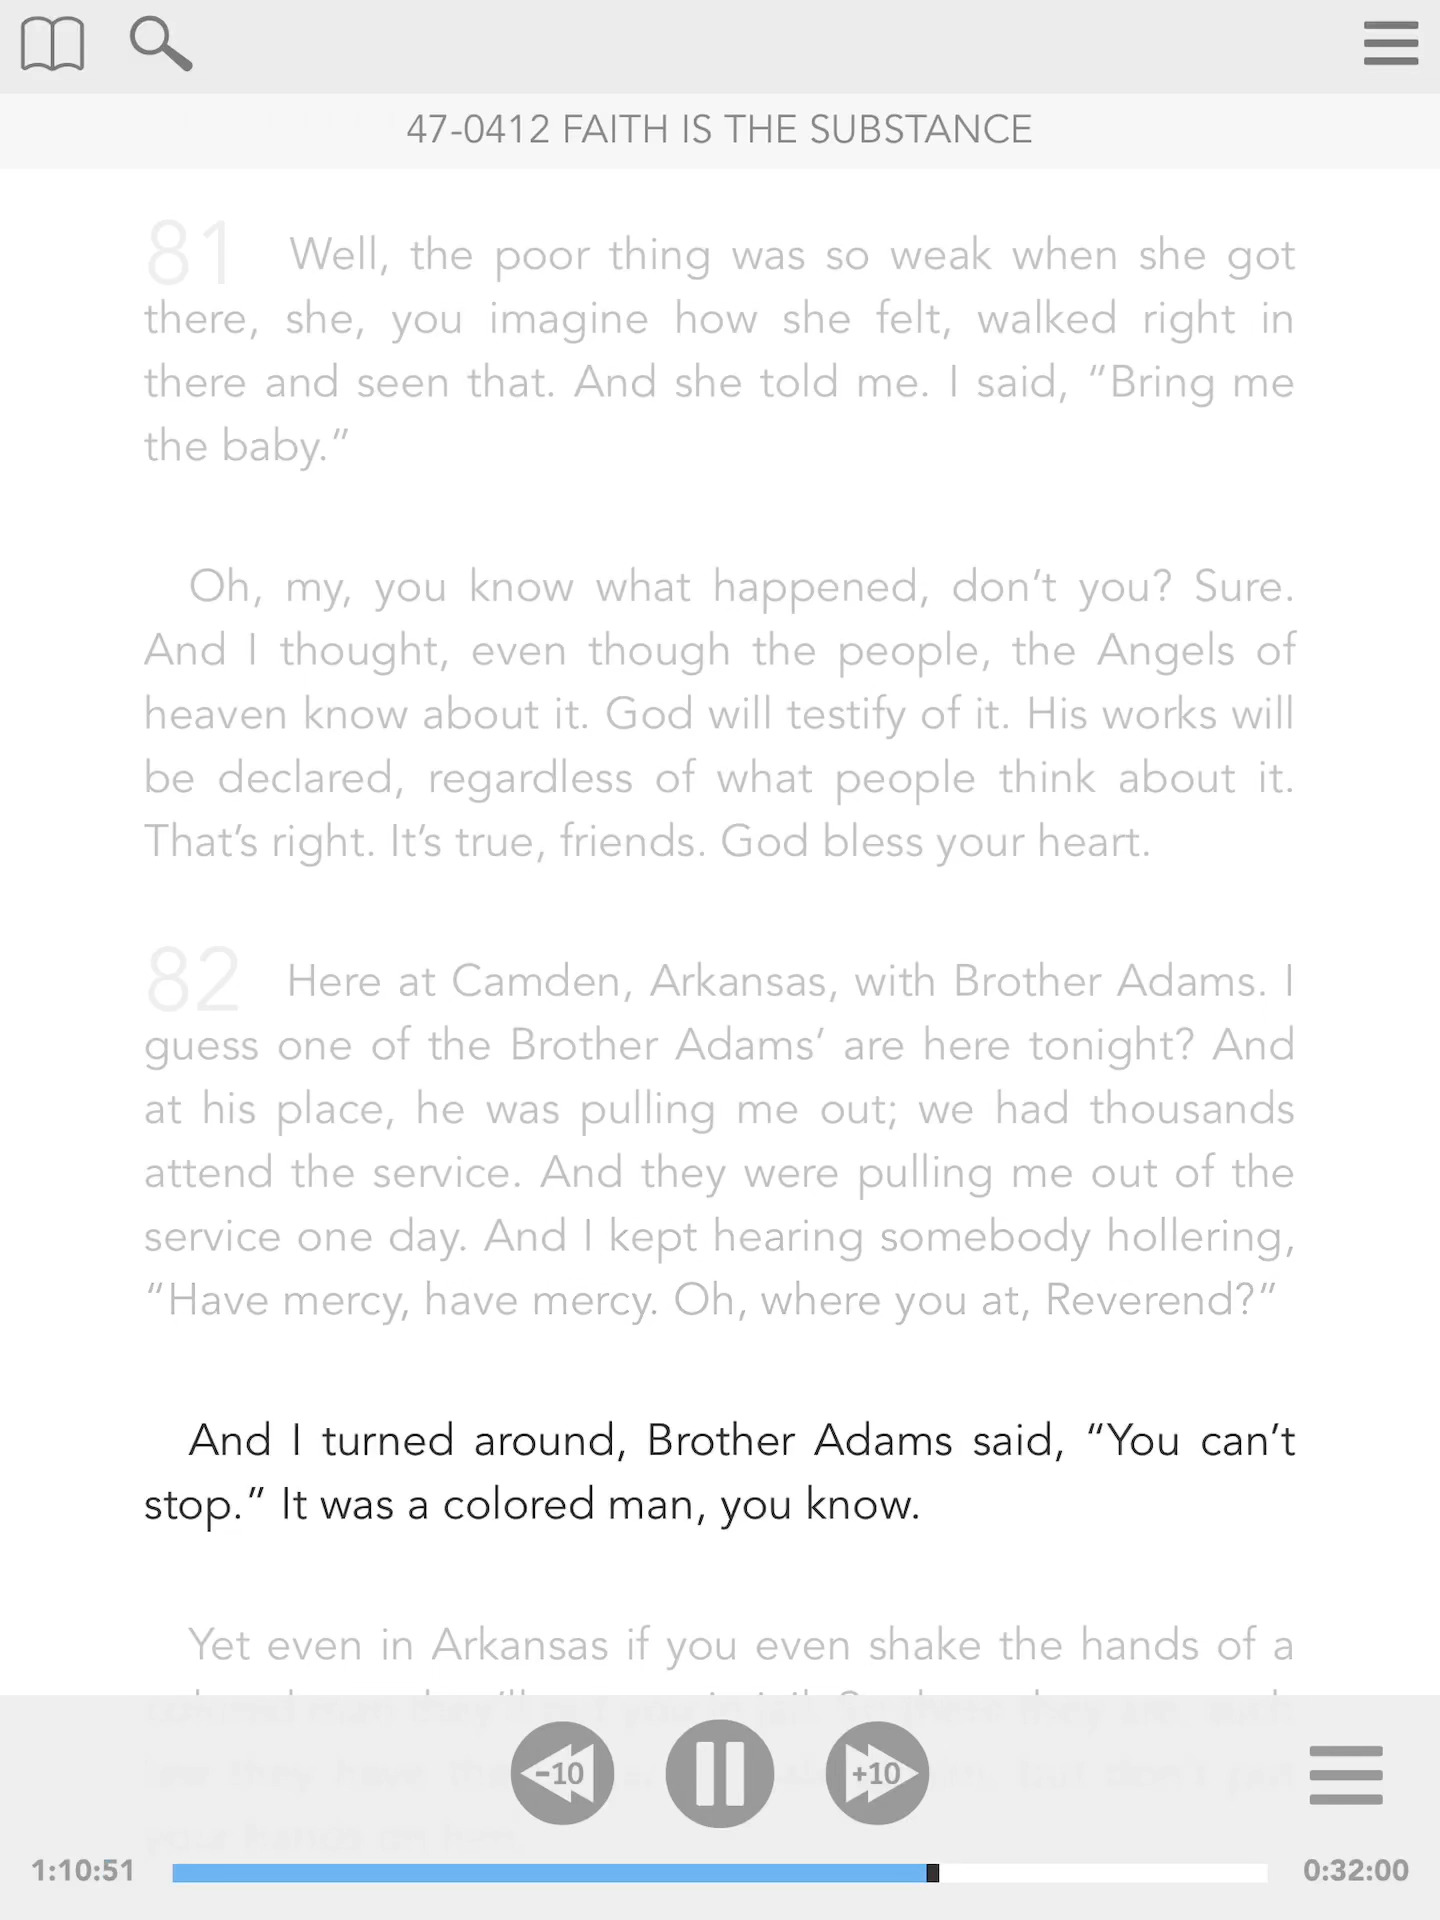 47-0412 FAITH IS THE SUBSTANCE
81 Well, the poor thing was so weak when she got
there, she, you imagine how she felt, walked right in
there and seen that. And she told me. I said, “Bring me
the baby.”
Oh, my, you know what happened, don’t you? Sure.
And I thought, even though the people, the Angels of
heaven know about it. God will testify of it. His works will
be declared, regardless of what people think about it.
That’s right. It’s true, friends. God bless your heart.
82 Here at Camden, Arkansas, with Brother Adams. I
guess one of the Brother Adams’ are here tonight? And
at his place, he was pulling me out; we had thousands
attend the service. And they were pulling me out of the
service one day. And I kept hearing somebody hollering,
“Have mercy, have mercy. Oh, where you at, Reverend?”
And I turned around, Brother Adams said, “You can’t
stop.” It was a colored man, you know.
Yet even in Arkansas if you even shake the hands of a
colored man they’ll
-10
+10
1:10:51
0:32:00